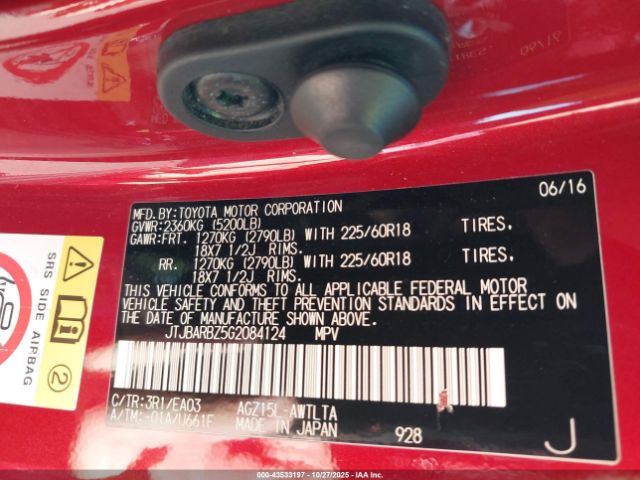 06/16
MFD.BY:TOYOTA MOTOR CORPORATION
GVWR:2360KG (5200LB)
GAWR:FRT. 1270KG (2790LB) WITH 225/60R18 TIRES.
18X7 1/2J RIMS.
RR. 1270KG (2790LB) WITH 225/60R18 TIRES.
18X7 1/2J RIMS.
THIS VEHICLE CONFORMS TO ALL APPLICABLE FEDERAL MOTOR
VEHICLE SAFETY AND THEFT PREVENTION STANDARDS IN EFFECT ON
THE DATE OF MANUFACTURE SHOWN ABOVE.
JTJBARBZ5G2084124 MPV
C/TR:3R1/EA03 AGZ15L-AWTLTA
A/TM:-01A/U661F MADE IN JAPAN
928 J
SRS SIDE AIRBAG
2
000-43533197 - 10/27/2025 - IAAI Corporate